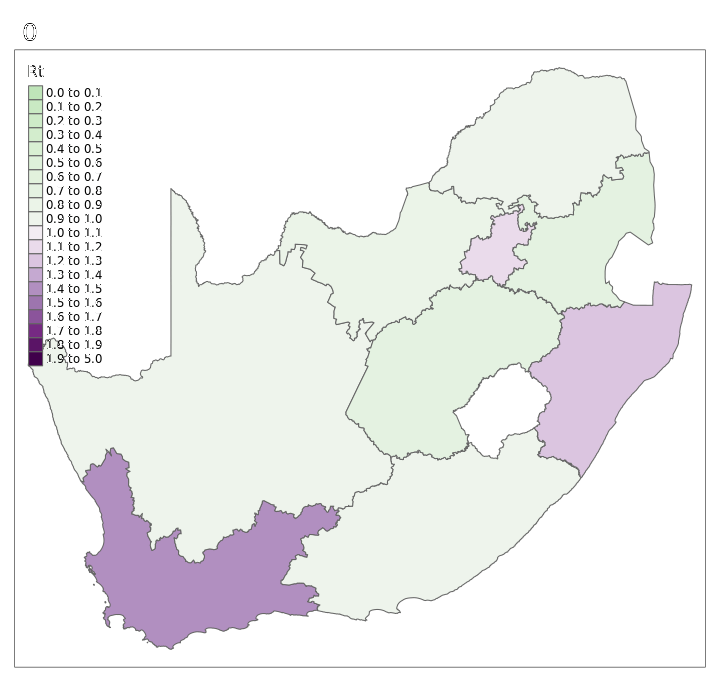 0
Rt
0.0 to 0.1
0.1 to 0.2
0.2 to 0.3
0.3 to 0.4
0.4 to 0.5
0.5 to 0.6
0.6 to 0.7
0.7 to 0.8
0.8 to 0.9
0.9 to 1.0
1.0 to 1.1
1.1 to 1.2
1.2 to 1.3
1.3 to 1.4
1.4 to 1.5
1.5 to 1.6
1.6 to 1.7
1.7 to 1.8
1.8 to 1.9
1.9 to 5.0